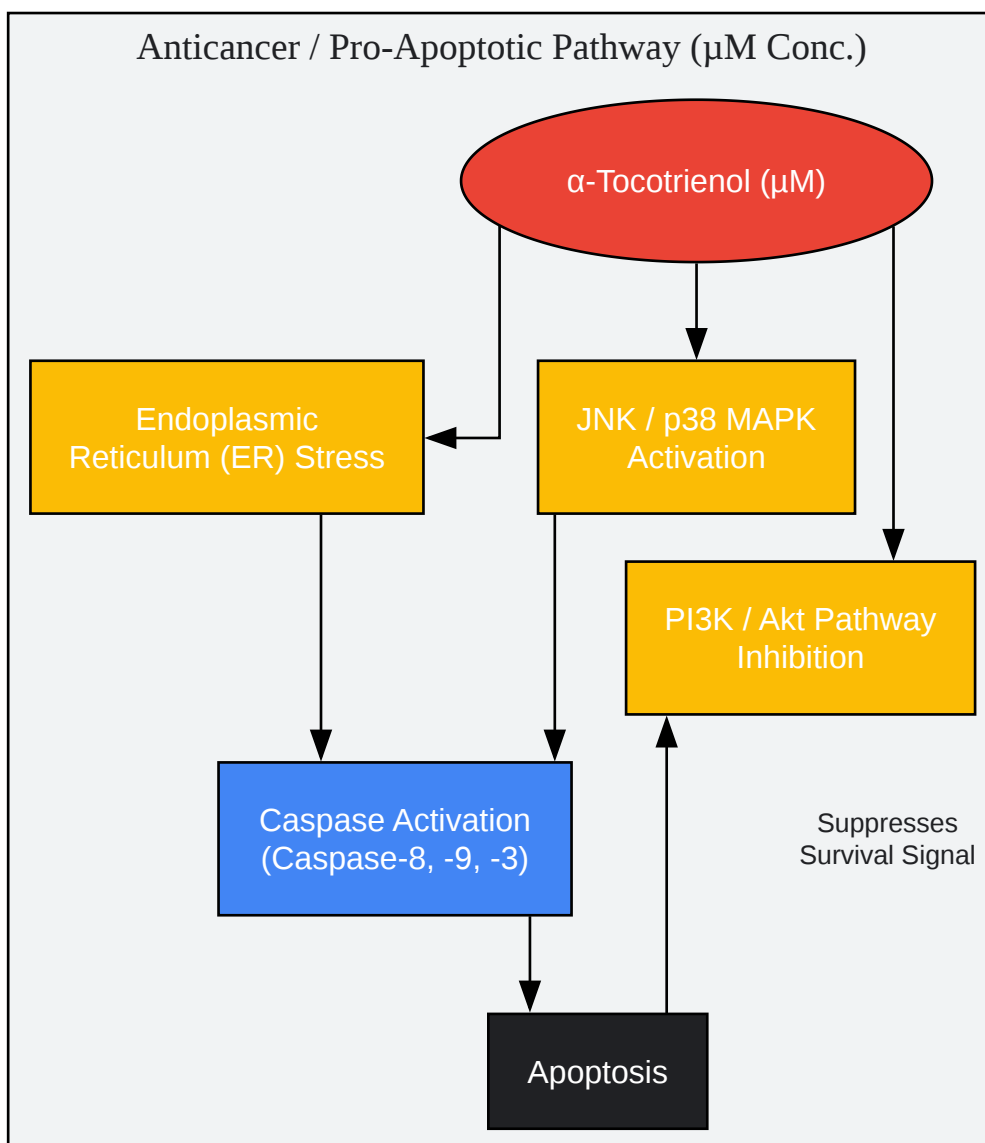 Anticancer / Pro-Apoptotic Pathway (µM Conc.)
α-Tocotrienol (µM)
Endoplasmic
Reticulum (ER) Stress
JNK / p38 MAPK
Activation
PI3K / Akt Pathway
Inhibition
Caspase Activation
(Caspase-8, -9, -3)
Suppresses
Survival Signal
Apoptosis